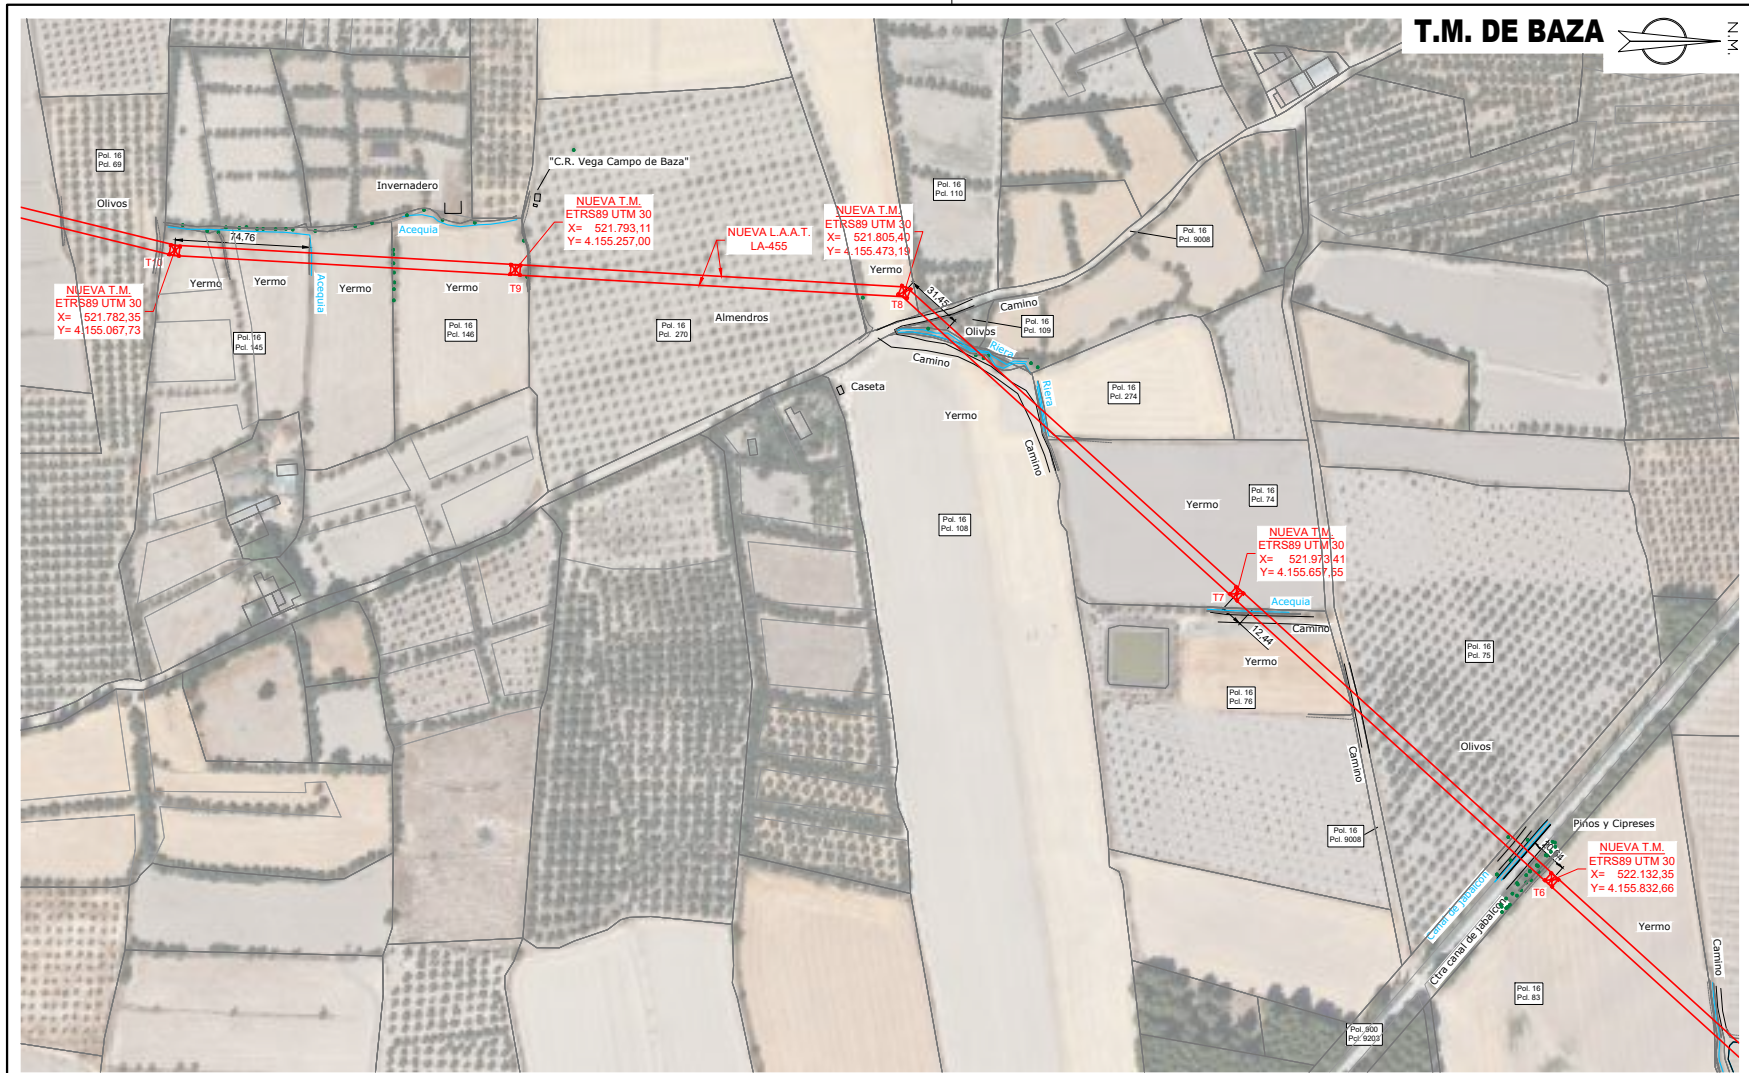 T.M. DE BAZA
N.M.
Pol. 16
Pcl. 69
Olivos
Invernadero
"C.R. Vega Campo de Baza"
NUEVA T.M.
ETRS89 UTM 30
X= 521.793,11
Y= 4.155.257,00
Acequia
74,76
T10
NUEVA T.M.
ETRS89 UTM 30
X= 521.782,35
Y= 4.155.067,73
Yermo
Yermo
Acequia
Yermo
Yermo
T9
Pol. 16
Pcl. 145
Pol. 16
Pcl. 146
NUEVA L.A.A.T.
LA-455
NUEVA T.M.
ETRS89 UTM 30
X= 521.805,40
Y= 4.155.473,19
Yermo
T8
Almendros
Pol. 16
Pcl. 270
Pol. 16
Pcl. 110
Pol. 16
Pcl. 9008
31,45
Camino
Pol. 16
Pcl. 109
Olivos
Riera
Camino
Riera
Caseta
Yermo
Camino
Pol. 16
Pcl. 274
Pol. 16
Pcl. 108
Yermo
Pol. 16
Pcl. 74
NUEVA T.M.
ETRS89 UTM 30
X= 521.973,41
Y= 4.155.657,55
T7
Acequia
12,44
Camino
Yermo
Pol. 16
Pcl. 76
Pol. 16
Pcl. 75
Olivos
Camino
Pol. 16
Pcl. 9008
Pinos y Cipreses
NUEVA T.M.
ETRS89 UTM 30
X= 522.132,35
Y= 4.155.832,66
T6
Canal de Jabalcon
Ctra canal de Jabalcon
Yermo
Camino
Pol. 16
Pcl. 83
Pol. 900
Pcl. 9203